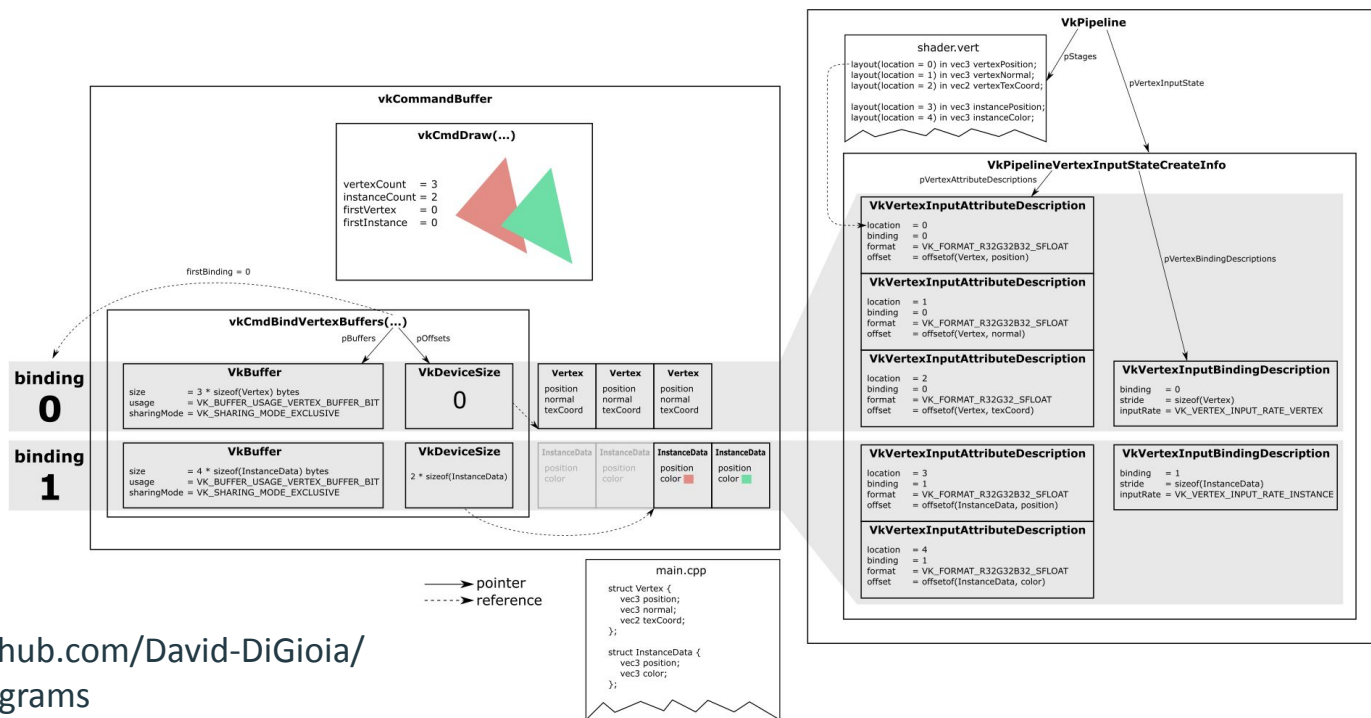 VkPipeline
shader.vert
layout(location = 0) in vec3 vertexPosition;
layout(location = 1) in vec3 vertexNormal;
layout(location = 2) in vec2 vertexTexCoord;
layout(location = 3) in vec3 instancePosition;
layout(location = 4) in vec3 instanceColor;
pStages
pVertexInputState
VkPipelineVertexInputStateCreateInfo
pVertexAttributeDescriptions
pVertexBindingDescriptions
VkVertexInputAttributeDescription
location = 0
binding = 0
format = VK_FORMAT_R32G32B32_SFLOAT
offset = offsetof(Vertex, position)
VkVertexInputAttributeDescription
location = 1
binding = 0
format = VK_FORMAT_R32G32B32_SFLOAT
offset = offsetof(Vertex, normal)
VkVertexInputAttributeDescription
location = 2
binding = 0
format = VK_FORMAT_R32G32_SFLOAT
offset = offsetof(Vertex, texCoord)
VkVertexInputBindingDescription
binding = 0
stride = sizeof(Vertex)
inputRate = VK_VERTEX_INPUT_RATE_VERTEX
VkVertexInputAttributeDescription
location = 3
binding = 1
format = VK_FORMAT_R32G32B32_SFLOAT
offset = offsetof(InstanceData, position)
VkVertexInputAttributeDescription
location = 4
binding = 1
format = VK_FORMAT_R32G32B32_SFLOAT
offset = offsetof(InstanceData, color)
VkVertexInputBindingDescription
binding = 1
stride = sizeof(InstanceData)
inputRate = VK_VERTEX_INPUT_RATE_INSTANCE
vkCommandBuffer
vkCmdDraw(...)
vertexCount = 3
instanceCount = 2
firstVertex = 0
firstInstance = 0
firstBinding = 0
vkCmdBindVertexBuffers(...)
pBuffers
pOffsets
binding
0
VkBuffer
size = 3 * sizeof(Vertex) bytes
usage = VK_BUFFER_USAGE_VERTEX_BUFFER_BIT
sharingMode = VK_SHARING_MODE_EXCLUSIVE
VkDeviceSize
0
Vertex
position
normal
texCoord
Vertex
position
normal
texCoord
Vertex
position
normal
texCoord
binding
1
VkBuffer
size = 4 * sizeof(InstanceData) bytes
usage = VK_BUFFER_USAGE_VERTEX_BUFFER_BIT
sharingMode = VK_SHARING_MODE_EXCLUSIVE
VkDeviceSize
2 * sizeof(InstanceData)
InstanceData
position
color
InstanceData
position
color
InstanceData
position
color
InstanceData
position
color
pointer
reference
main.cpp
struct Vertex {
vec3 position;
vec3 normal;
vec2 texCoord;
};
struct InstanceData {
vec3 position;
vec3 color;
};
hub.com/David-DiGioia/
grams